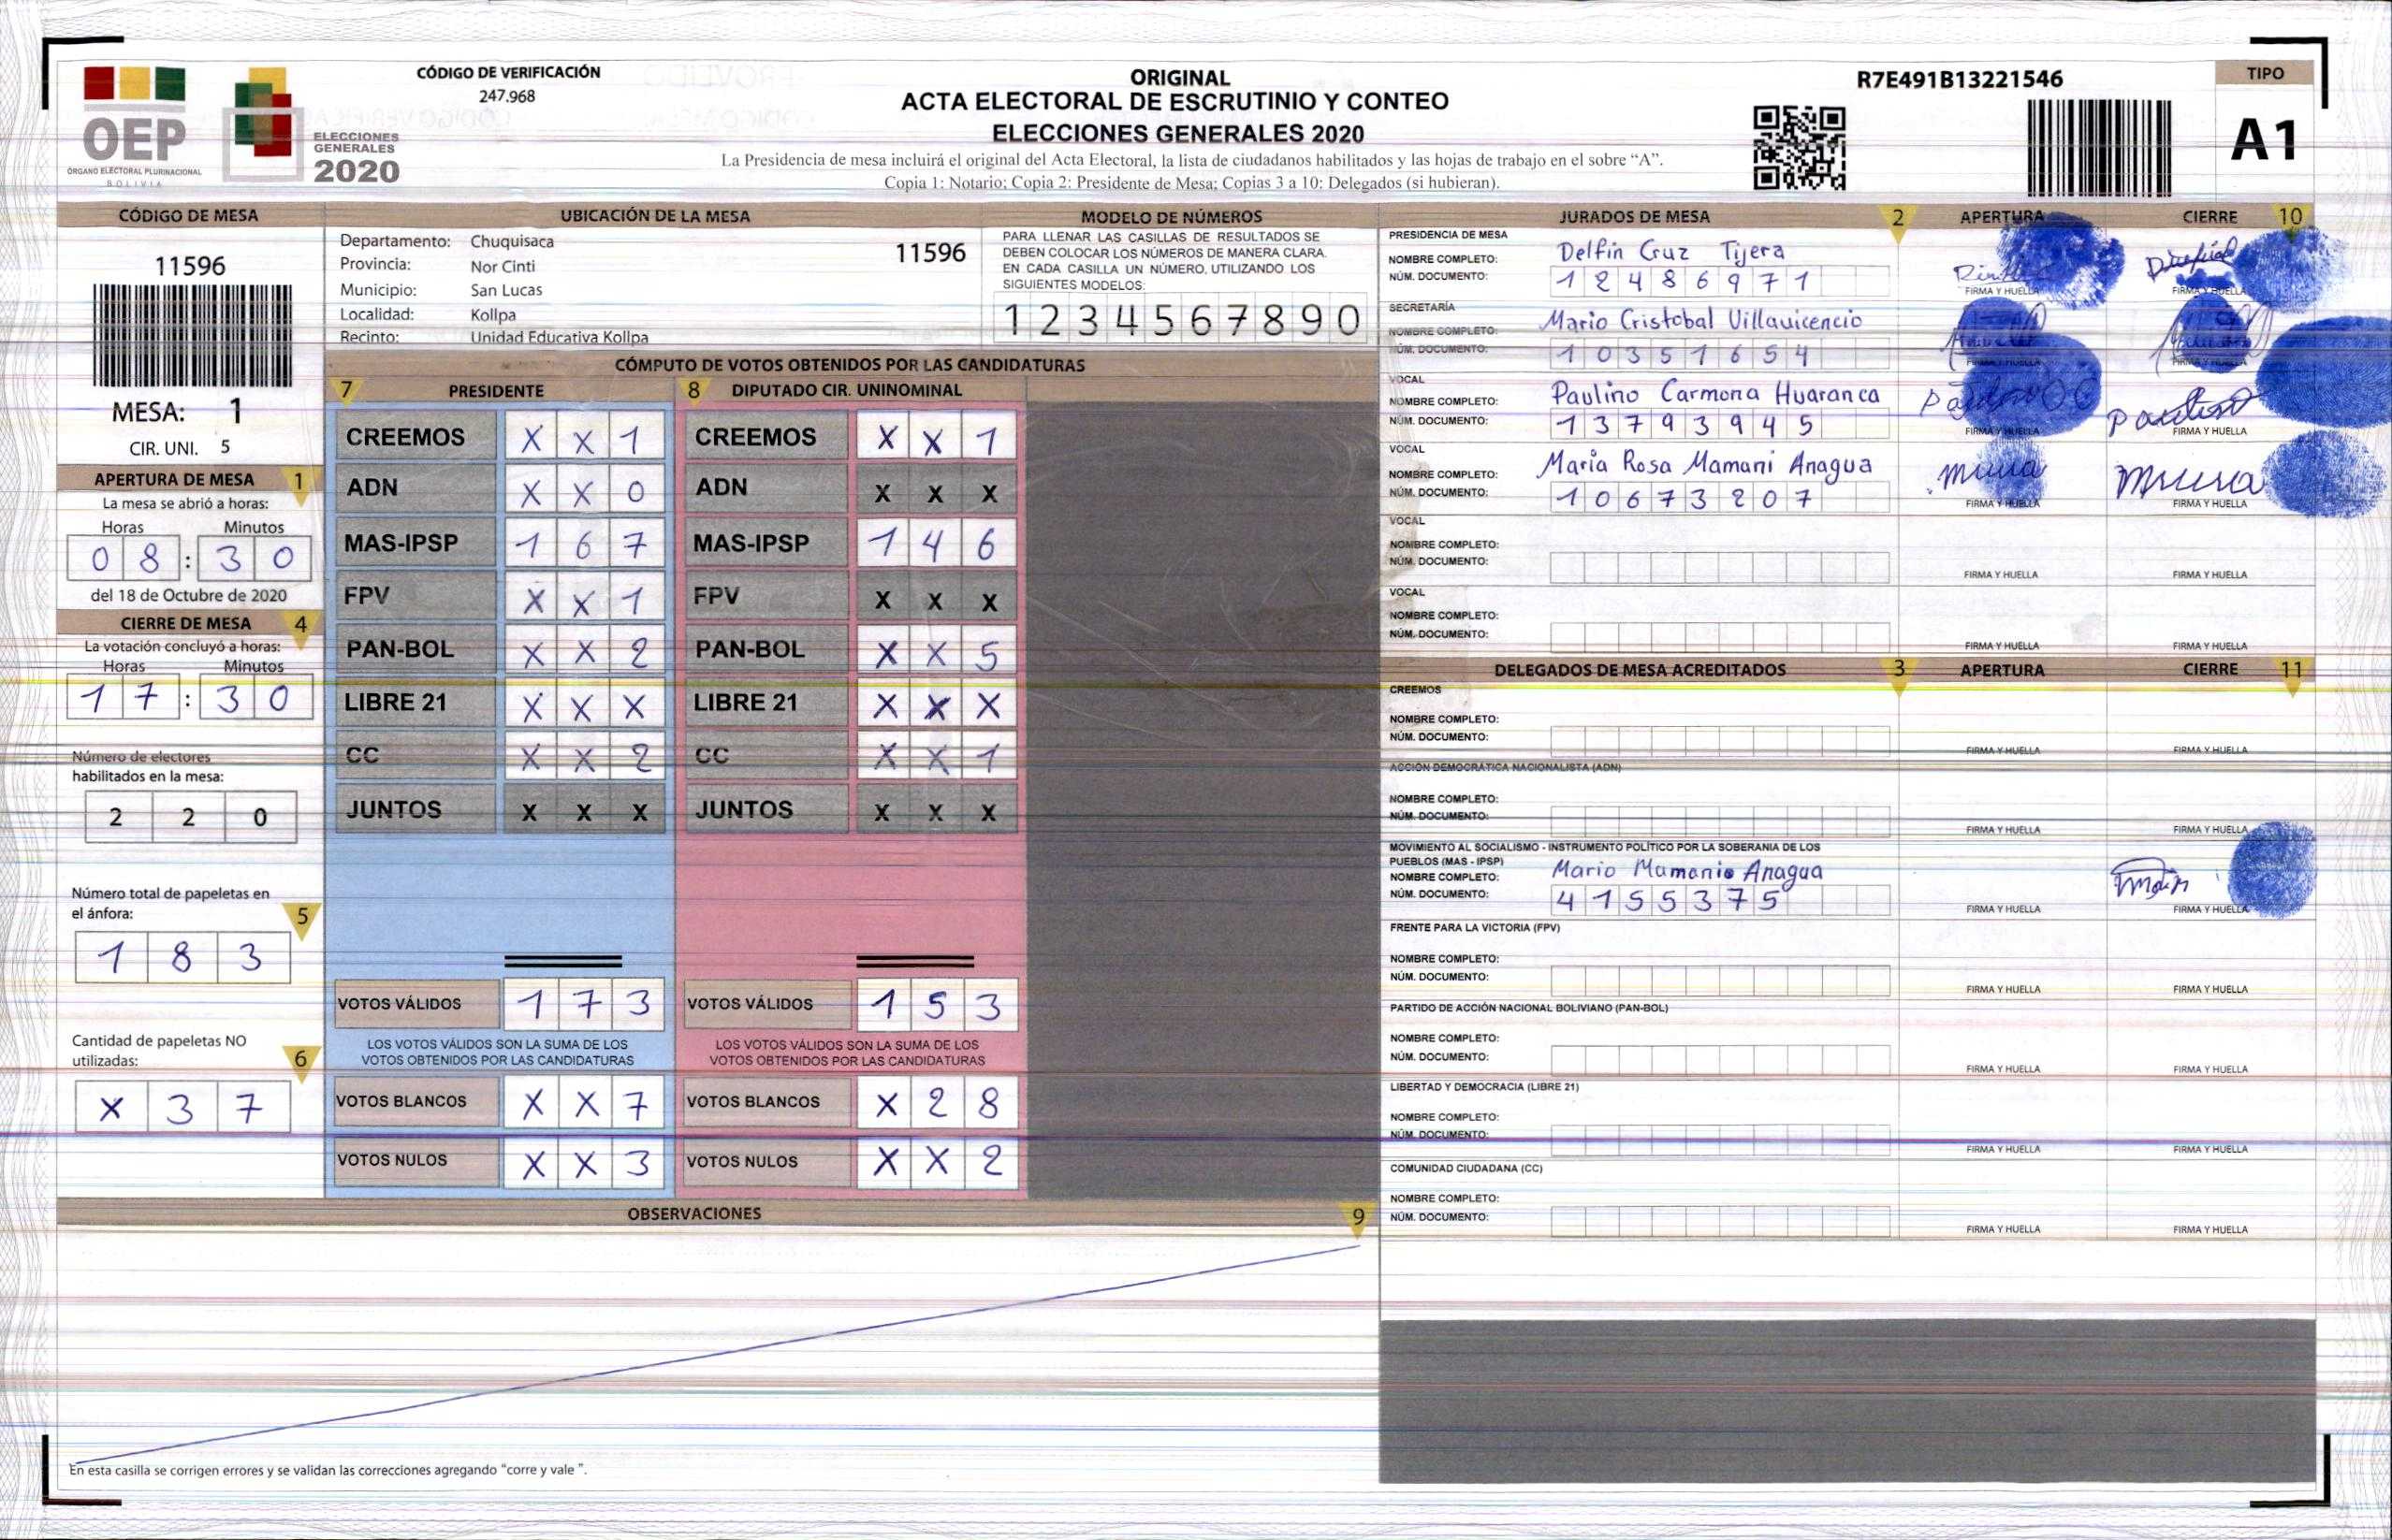 CÓDIGO DE VERIFICACIÓN
247.968
OEP
ÓRGANO ELECTORAL PLURINACIONAL
BOLIVIA
ELECCIONES
GENERALES
2020
ORIGINAL
ACTA ELECTORAL DE ESCRUTINIO Y CONTEO
ELECCIONES GENERALES 2020
La Presidencia de mesa incluirá el original del Acta Electoral, la lista de ciudadanos habilitados y las hojas de trabajo en el sobre “A”.
Copia 1: Notario; Copia 2: Presidente de Mesa; Copias 3 a 10: Delegados (si hubieran).
R7E491B13221546
TIPO
A1
CÓDIGO DE MESA
11596
MESA: 1
CIR. UNI. 5
APERTURA DE MESA 1
La mesa se abrió a horas:
Horas Minutos
0 8 : 3 0
del 18 de Octubre de 2020
CIERRE DE MESA 4
La votación concluyó a horas:
Horas Minutos
1 7 : 3 0
Número de electores
habilitados en la mesa:
2 2 0
Número total de papeletas en
el ánfora: 5
1 8 3
Cantidad de papeletas NO
utilizadas: 6
X 3 7
UBICACIÓN DE LA MESA
Departamento: Chuquisaca
Provincia: Nor Cinti
Municipio: San Lucas
Localidad: Kollpa
Recinto: Unidad Educativa Kollpa
11596
MODELO DE NÚMEROS
PARA LLENAR LAS CASILLAS DE RESULTADOS SE
DEBEN COLOCAR LOS NÚMEROS DE MANERA CLARA.
EN CADA CASILLA UN NÚMERO, UTILIZANDO LOS
SIGUIENTES MODELOS:
1 2 3 4 5 6 7 8 9 0
CÓMPUTO DE VOTOS OBTENIDOS POR LAS CANDIDATURAS
7 PRESIDENTE
CREEMOS X X 1
ADN X X 0
MAS-IPSP 1 6 7
FPV X X 1
PAN-BOL X X 2
LIBRE 21 X X X
CC X X 2
JUNTOS X X X
VOTOS VÁLIDOS 1 7 3
LOS VOTOS VÁLIDOS SON LA SUMA DE LOS
VOTOS OBTENIDOS POR LAS CANDIDATURAS
VOTOS BLANCOS X X 7
VOTOS NULOS X X 3
8 DIPUTADO CIR. UNINOMINAL
CREEMOS X X 1
ADN X X X
MAS-IPSP 1 4 6
FPV X X X
PAN-BOL X X 5
LIBRE 21 X X X
CC X X 1
JUNTOS X X X
VOTOS VÁLIDOS 1 5 3
LOS VOTOS VÁLIDOS SON LA SUMA DE LOS
VOTOS OBTENIDOS POR LAS CANDIDATURAS
VOTOS BLANCOS X 2 8
VOTOS NULOS X X 2
OBSERVACIONES 9
En esta casilla se corrigen errores y se validan las correcciones agregando “corre y vale ”.
JURADOS DE MESA 2 APERTURA CIERRE 10
PRESIDENCIA DE MESA
NOMBRE COMPLETO: Delfin Cruz Tijera
NÚM. DOCUMENTO: 1 2 4 8 6 9 7 1
FIRMA Y HUELLA FIRMA Y HUELLA
SECRETARÍA
NOMBRE COMPLETO: Mario Cristobal Villavicencio
NÚM. DOCUMENTO: 1 0 3 5 1 6 5 4
FIRMA Y HUELLA FIRMA Y HUELLA
VOCAL
NOMBRE COMPLETO: Paulino Carmona Huaranca
NÚM. DOCUMENTO: 1 3 7 9 3 9 4 5
FIRMA Y HUELLA FIRMA Y HUELLA
VOCAL
NOMBRE COMPLETO: María Rosa Mamani Anagua
NÚM. DOCUMENTO: 1 0 6 7 3 2 0 7
FIRMA Y HUELLA FIRMA Y HUELLA
VOCAL
NOMBRE COMPLETO:
NÚM. DOCUMENTO:
FIRMA Y HUELLA FIRMA Y HUELLA
VOCAL
NOMBRE COMPLETO:
NÚM. DOCUMENTO:
FIRMA Y HUELLA FIRMA Y HUELLA
DELEGADOS DE MESA ACREDITADOS 3 APERTURA CIERRE 11
CREEMOS
NOMBRE COMPLETO:
NÚM. DOCUMENTO:
FIRMA Y HUELLA FIRMA Y HUELLA
ACCIÓN DEMOCRÁTICA NACIONALISTA (ADN)
NOMBRE COMPLETO:
NÚM. DOCUMENTO:
FIRMA Y HUELLA FIRMA Y HUELLA
MOVIMIENTO AL SOCIALISMO - INSTRUMENTO POLÍTICO POR LA SOBERANIA DE LOS
PUEBLOS (MAS - IPSP)
NOMBRE COMPLETO: Mario Mamanio Anagua
NÚM. DOCUMENTO: 4 1 5 5 3 7 5
FIRMA Y HUELLA FIRMA Y HUELLA
FRENTE PARA LA VICTORIA (FPV)
NOMBRE COMPLETO:
NÚM. DOCUMENTO:
FIRMA Y HUELLA FIRMA Y HUELLA
PARTIDO DE ACCIÓN NACIONAL BOLIVIANO (PAN-BOL)
NOMBRE COMPLETO:
NÚM. DOCUMENTO:
FIRMA Y HUELLA FIRMA Y HUELLA
LIBERTAD Y DEMOCRACIA (LIBRE 21)
NOMBRE COMPLETO:
NÚM. DOCUMENTO:
FIRMA Y HUELLA FIRMA Y HUELLA
COMUNIDAD CIUDADANA (CC)
NOMBRE COMPLETO:
NÚM. DOCUMENTO:
FIRMA Y HUELLA FIRMA Y HUELLA